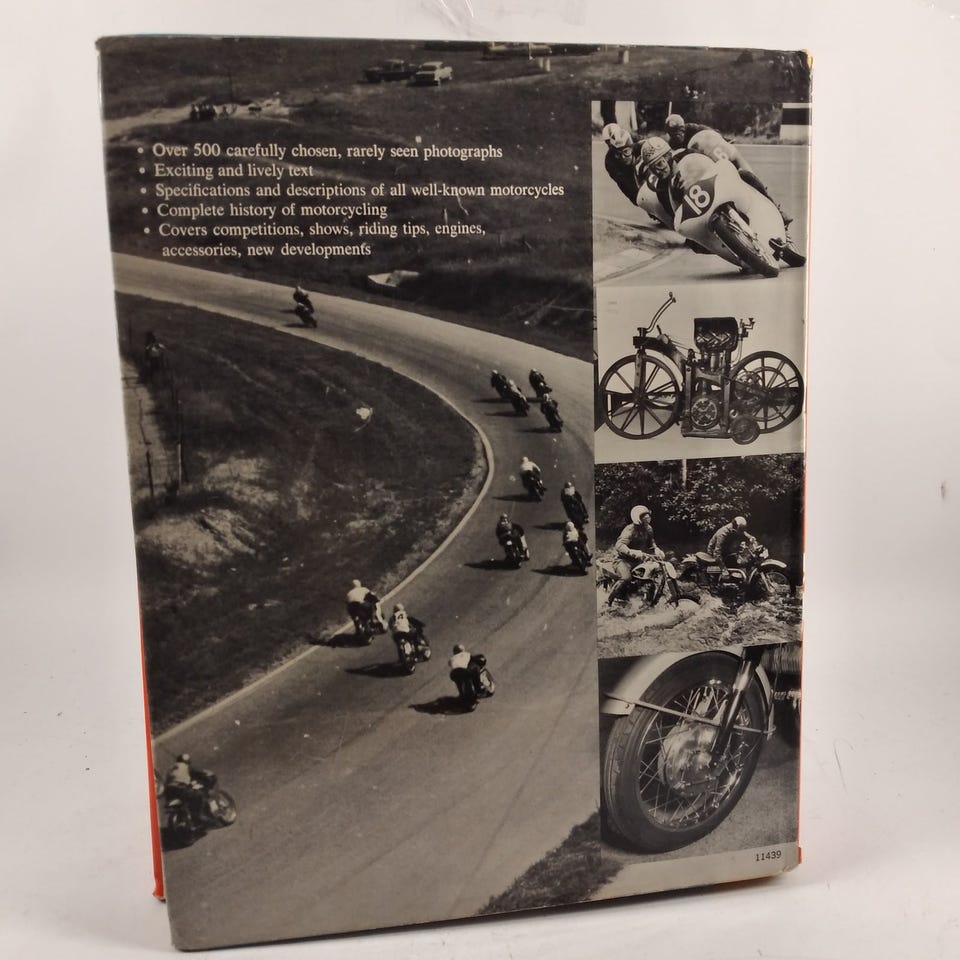 • Over 500 carefully chosen, rarely seen photographs
• Exciting and lively text
• Specifications and descriptions of all well-known motorcycles
• Complete history of motorcycling
• Covers competitions, shows, riding tips, engines,
accessories, new developments
18
11439